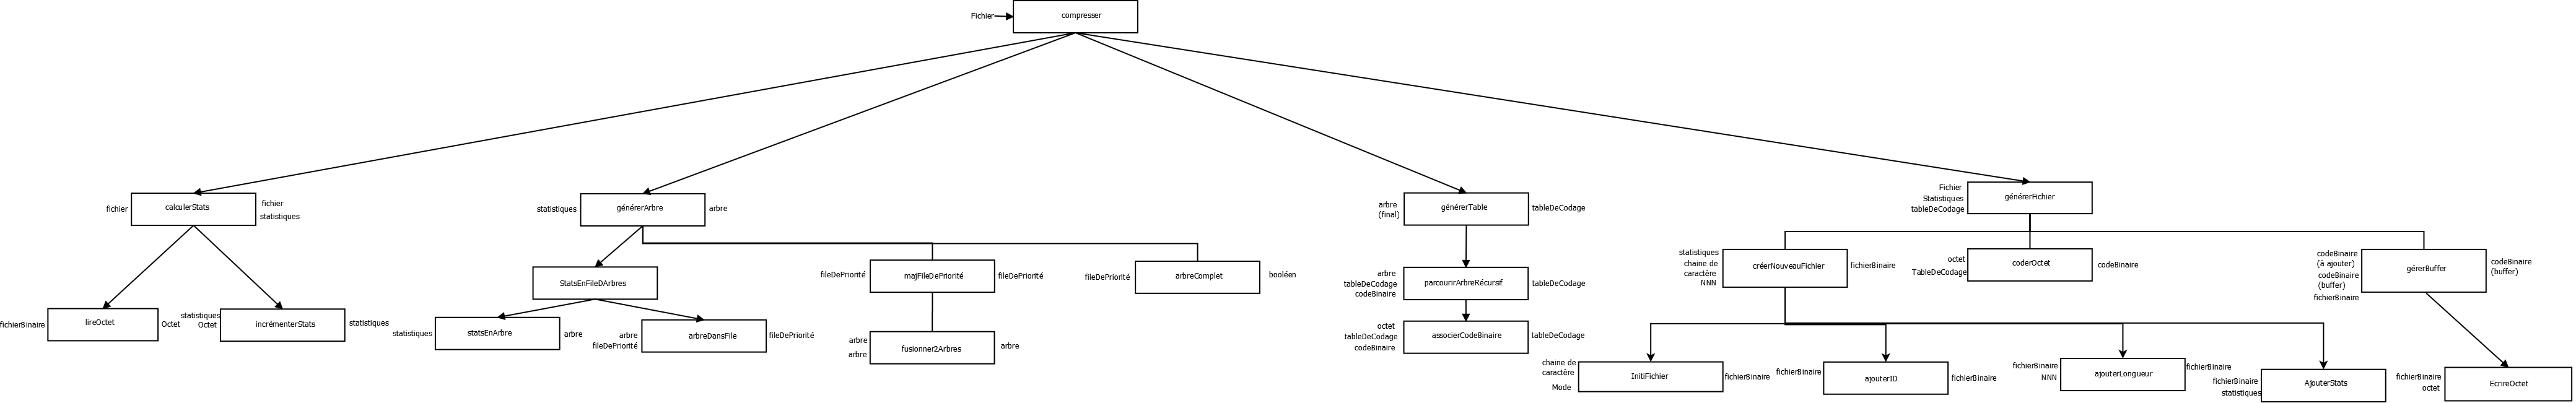 Fichier
compresser
fichier
calculerStats
fichier
statistiques
statistiques
générerArbre
arbre
arbre
(final)
générerTable
tableDeCodage
Fichier
Statistiques
tableDeCodage
générerFichier
StatsEnFileDArbres
fileDePriorité
majFileDePriorité
fileDePriorité
fileDePriorité
arbreComplet
booléen
arbre
tableDeCodage
codeBinaire
parcourirArbreRécursif
tableDeCodage
statistiques
chaine de
caractère
NNN
créerNouveauFichier
fichierBinaire
octet
TableDeCodage
coderOctet
codeBinaire
codeBinaire
(à ajouter)
codeBinaire
(buffer)
fichierBinaire
gérerBuffer
codeBinaire
(buffer)
fichierBinaire
lireOctet
Octet
statistiques
Octet
incrémenterStats
statistiques
statistiques
statsEnArbre
arbre
arbre
fileDePriorité
arbreDansFile
fileDePriorité
arbre
arbre
fusionner2Arbres
arbre
octet
tableDeCodage
codeBinaire
associerCodeBinaire
tableDeCodage
chaine de
caractère
Mode
InitiFichier
fichierBinaire
fichierBinaire
ajouterID
fichierBinaire
fichierBinaire
NNN
ajouterLongueur
fichierBinaire
fichierBinaire
statistiques
AjouterStats
fichierBinaire
octet
EcrireOctet